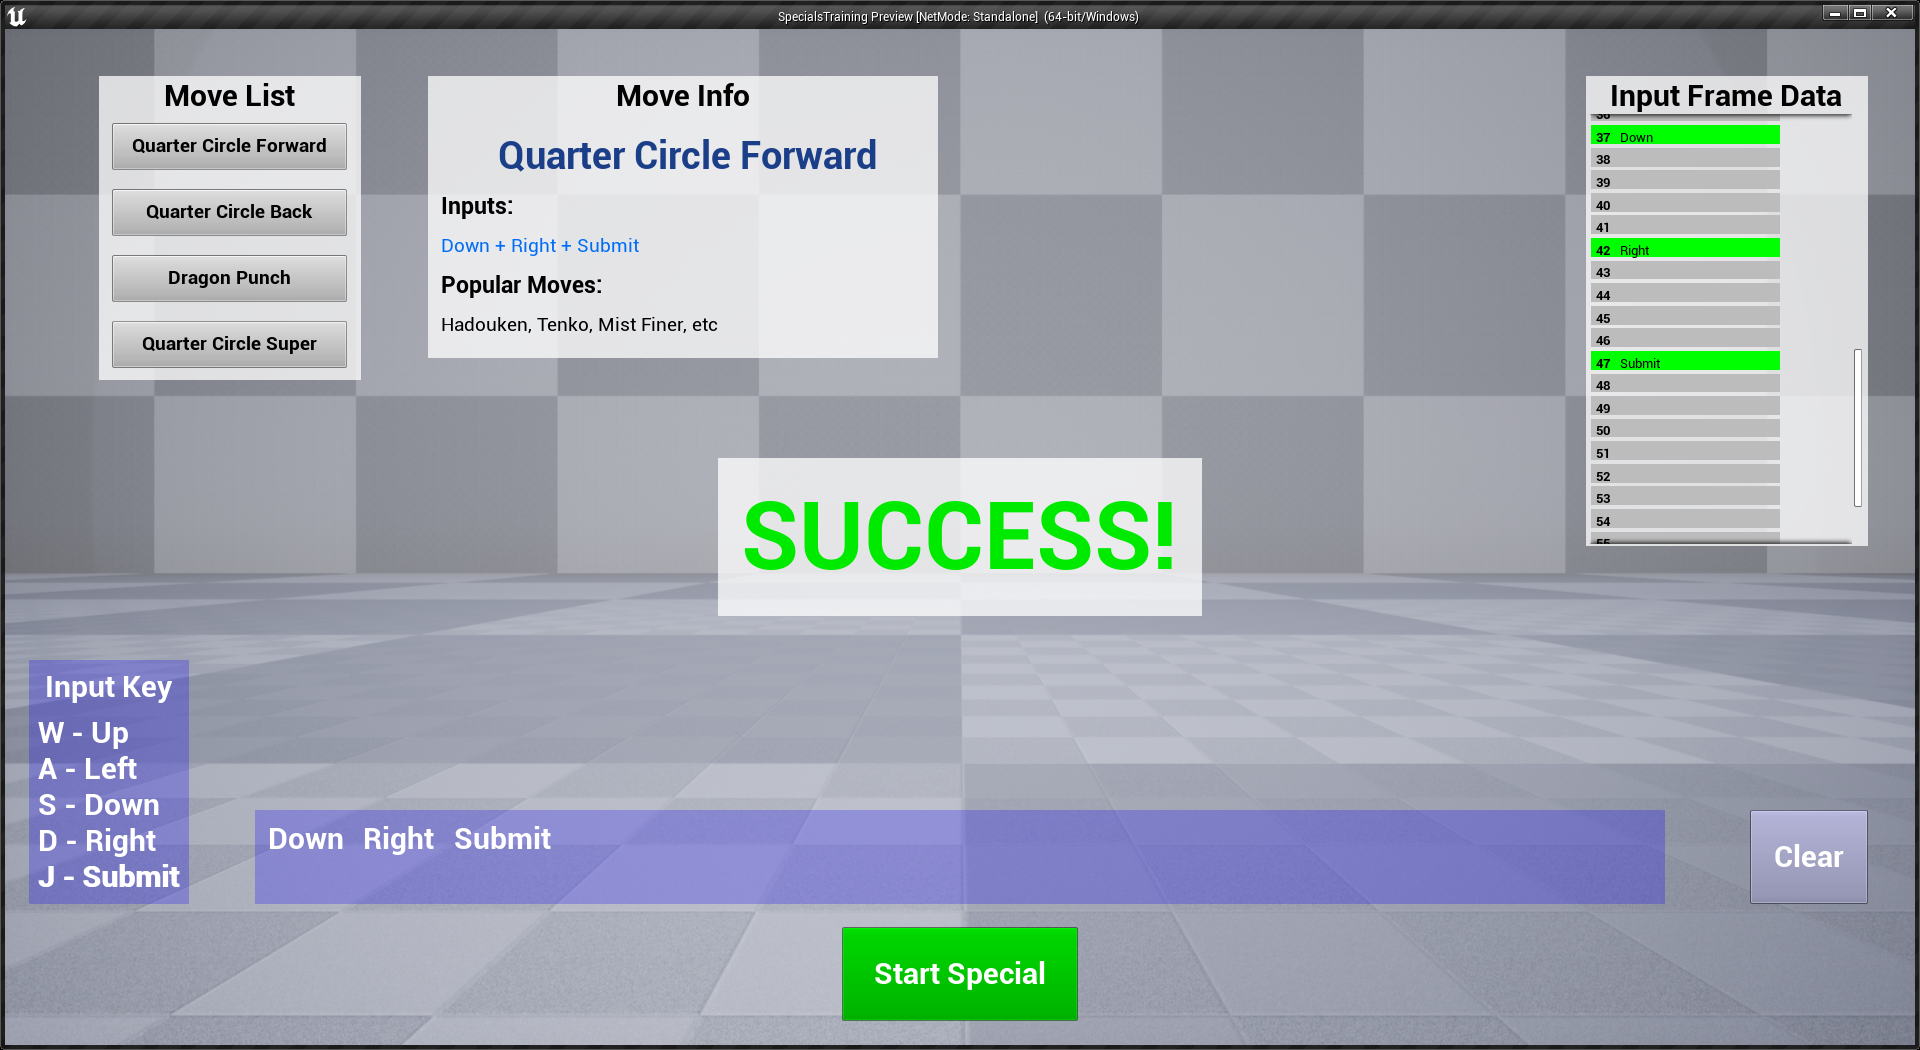 SpecialsTraining Preview [NetMode: Standalone] (64-bit/Windows)
Move List
Quarter Circle Forward
Quarter Circle Back
Dragon Punch
Quarter Circle Super
Move Info
Quarter Circle Forward
Inputs:
Down + Right + Submit
Popular Moves:
Hadouken, Tenko, Mist Finer, etc
Input Frame Data
36
37 Down
38
39
40
41
42 Right
43
44
45
46
47 Submit
48
49
50
51
52
53
54
55
SUCCESS!
Input Key
W - Up
A - Left
S - Down
D - Right
J - Submit
Down Right Submit
Clear
Start Special